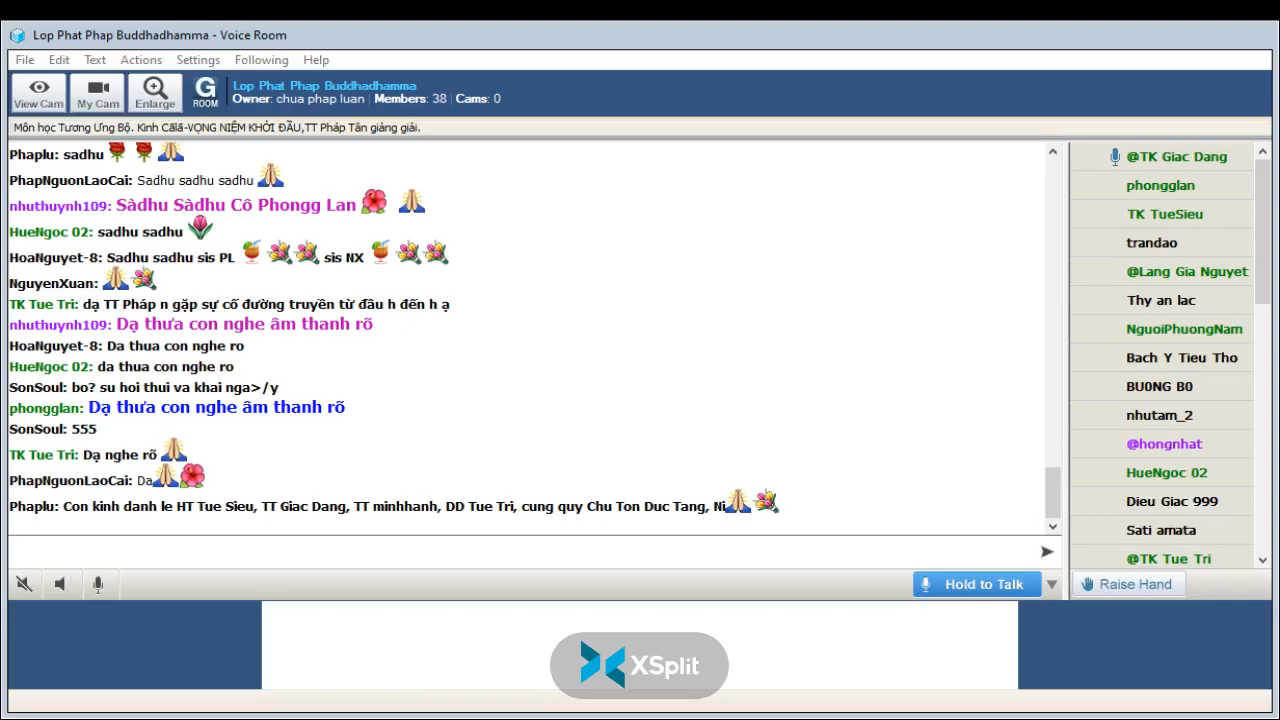 Lop Phat Phap Buddhadhamma - Voice Room
File Edit Text Actions Settings Following Help
View Cam My Cam Enlarge G ROOM
Lop Phat Phap Buddhadhamma
Owner: chua phap luan | Members: 38 | Cams: 0
Môn học Tương Ưng Bộ. Kinh Cālā-VỌNG NIỆM KHỞI ĐẦU,TT Pháp Tân giảng giải.
Phaplu: sadhu
PhapNguonLaoCai: Sadhu sadhu sadhu
nhuthuynh109: Sàdhu Sàdhu Cô Phongg Lan
HueNgoc 02: sadhu sadhu
HoaNguyet-8: Sadhu sadhu sis PL sis NX
NguyenXuan:
TK Tue Tri: dạ TT Pháp n gặp sự cố đường truyền từ đầu h đến h ạ
nhuthuynh109: Dạ thưa con nghe âm thanh rõ
HoaNguyet-8: Da thua con nghe ro
HueNgoc 02: da thua con nghe ro
SonSoul: bo? su hoi thui va khai nga>/y
phongglan: Dạ thưa con nghe âm thanh rõ
SonSoul: 555
TK Tue Tri: Dạ nghe rõ
PhapNguonLaoCai: Da
Phaplu: Con kinh danh le HT Tue Sieu, TT Giac Dang, TT minhhanh, DD Tue Tri, cung quy Chu Ton Duc Tang, Ni
@TK Giac Dang
phongglan
TK TueSieu
trandao
@Lang Gia Nguyet
Thy an lac
NguoiPhuongNam
Bach Y Tieu Tho
BU0NG B0
nhutam_2
@hongnhat
HueNgoc 02
Dieu Giac 999
Sati amata
@TK Tue Tri
Hold to Talk
Raise Hand
XSplit